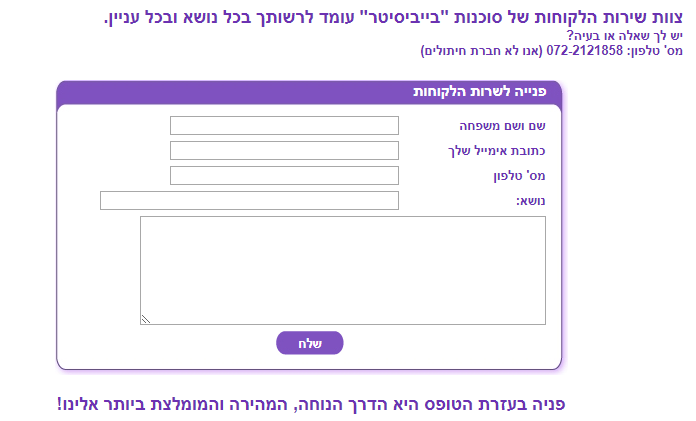 צוות שירות הלקוחות של סוכנות "בייביסיטר" עומד לרשותך בכל נושא ובכל עניין.
יש לך שאלה או בעיה?
מס' טלפון: 072-2121858 (אנו לא חברת חיתולים)
פנייה לשרות הלקוחות
שם ושם משפחה
כתובת אימייל שלך
מס' טלפון
נושא:
שלח
פניה בעזרת הטופס היא הדרך הנוחה, המהירה והמומלצת ביותר אלינו!